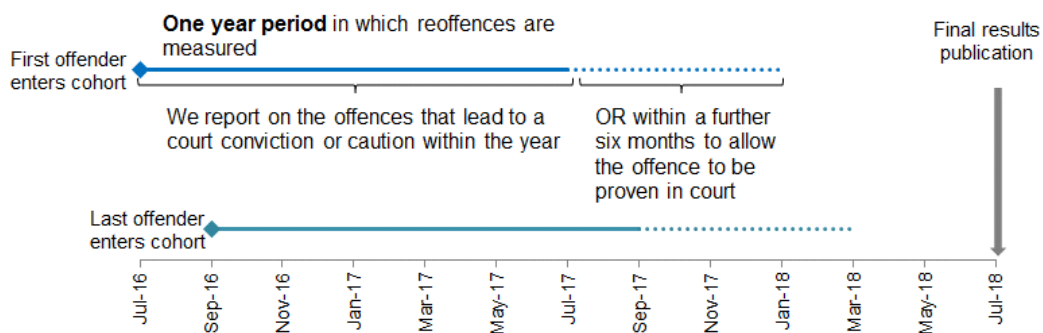 One year period in which reoffences are
measured
Final results
publication
First offender
enters cohort
We report on the offences that lead to a
court conviction or caution within the year
OR within a further
six months to allow
the offence to be
proven in court
Last offender
enters cohort
Jul-16
Sep-16
Nov-16
Jan-17
Mar-17
May-17
Jul-17
Sep-17
Nov-17
Jan-18
Mar-18
May-18
Jul-18